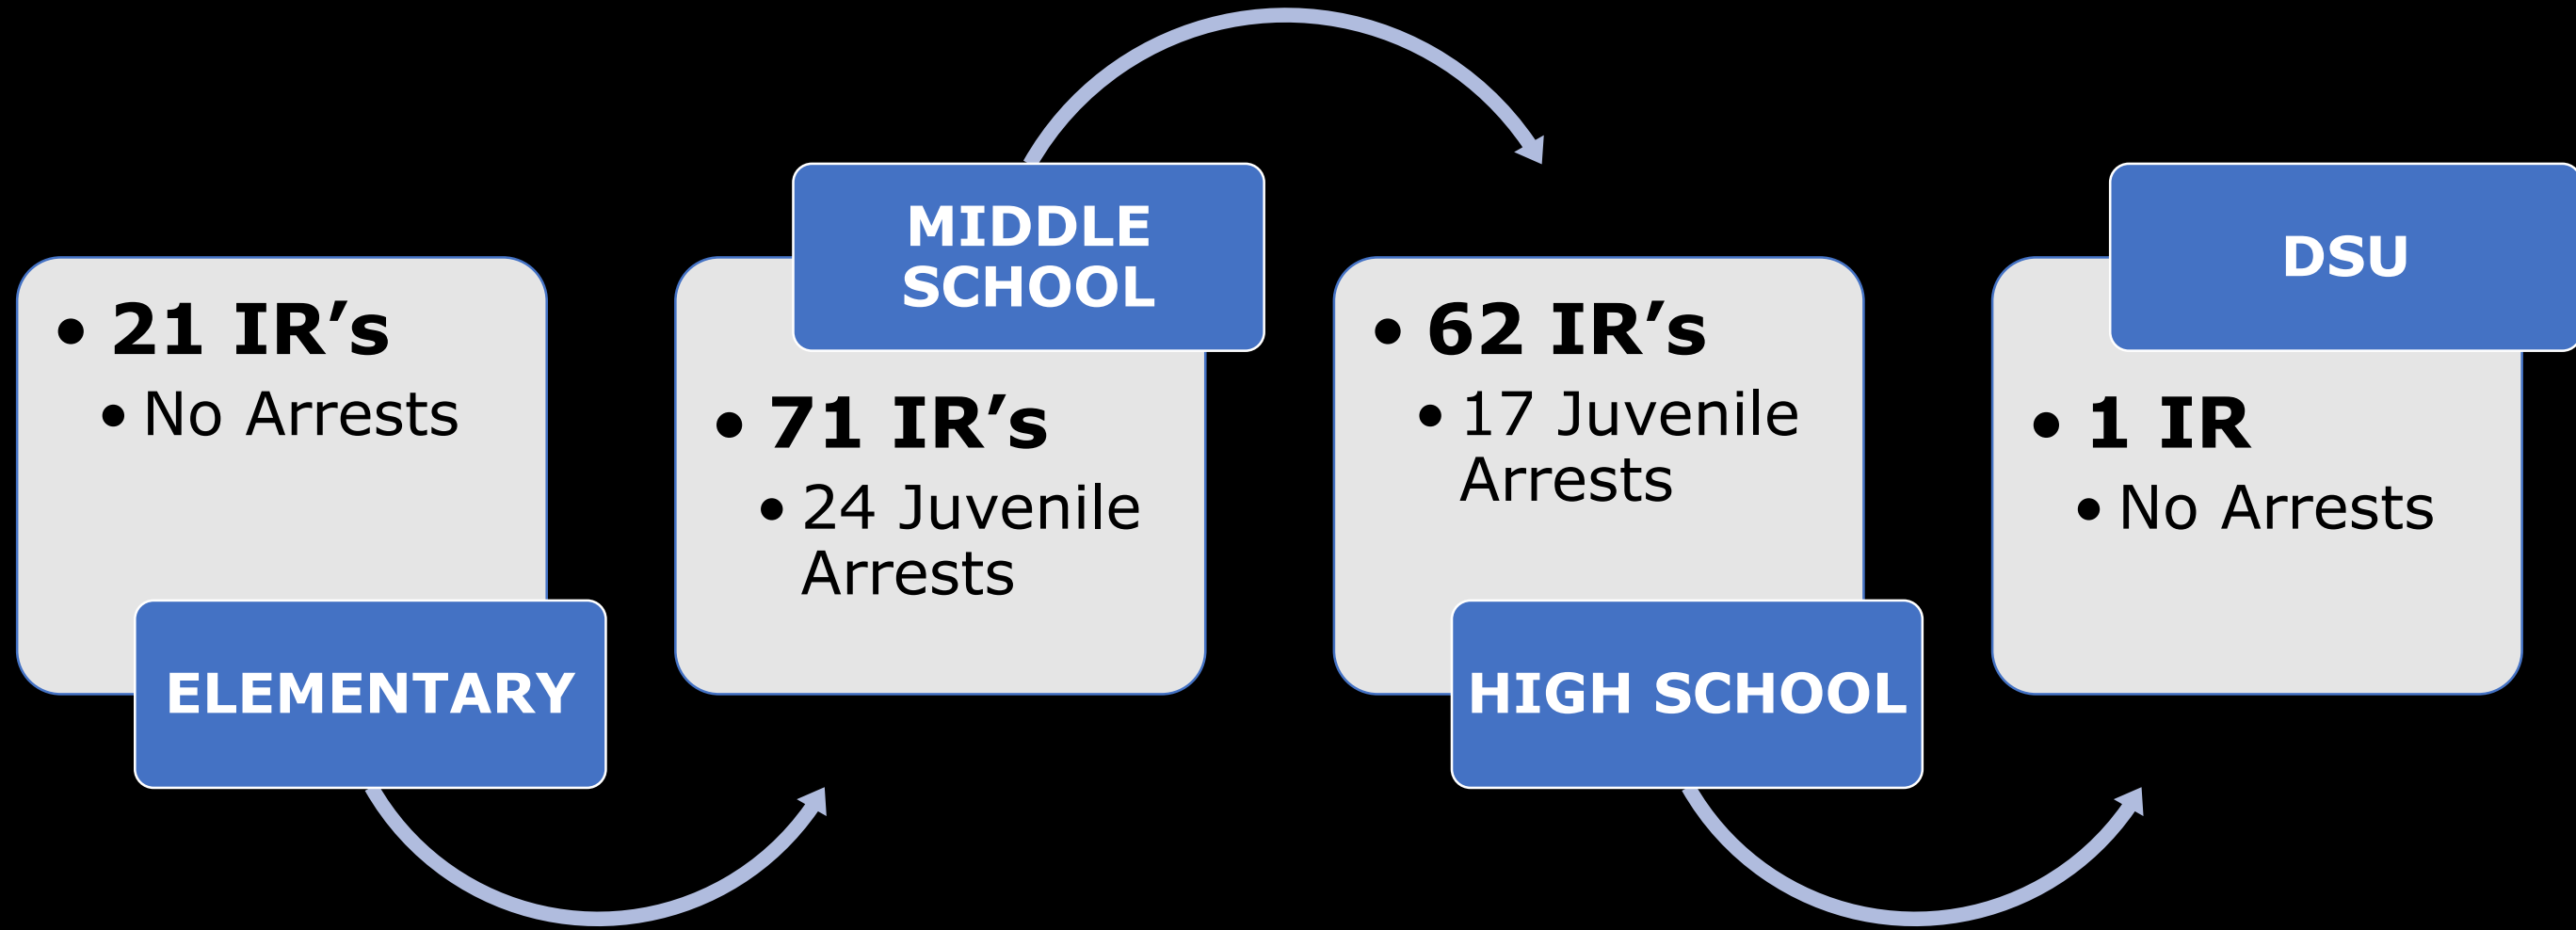 • 21 IR’s
• No Arrests
ELEMENTARY
MIDDLE
SCHOOL
• 71 IR’s
• 24 Juvenile
Arrests
• 62 IR’s
• 17 Juvenile
Arrests
HIGH SCHOOL
DSU
• 1 IR
• No Arrests